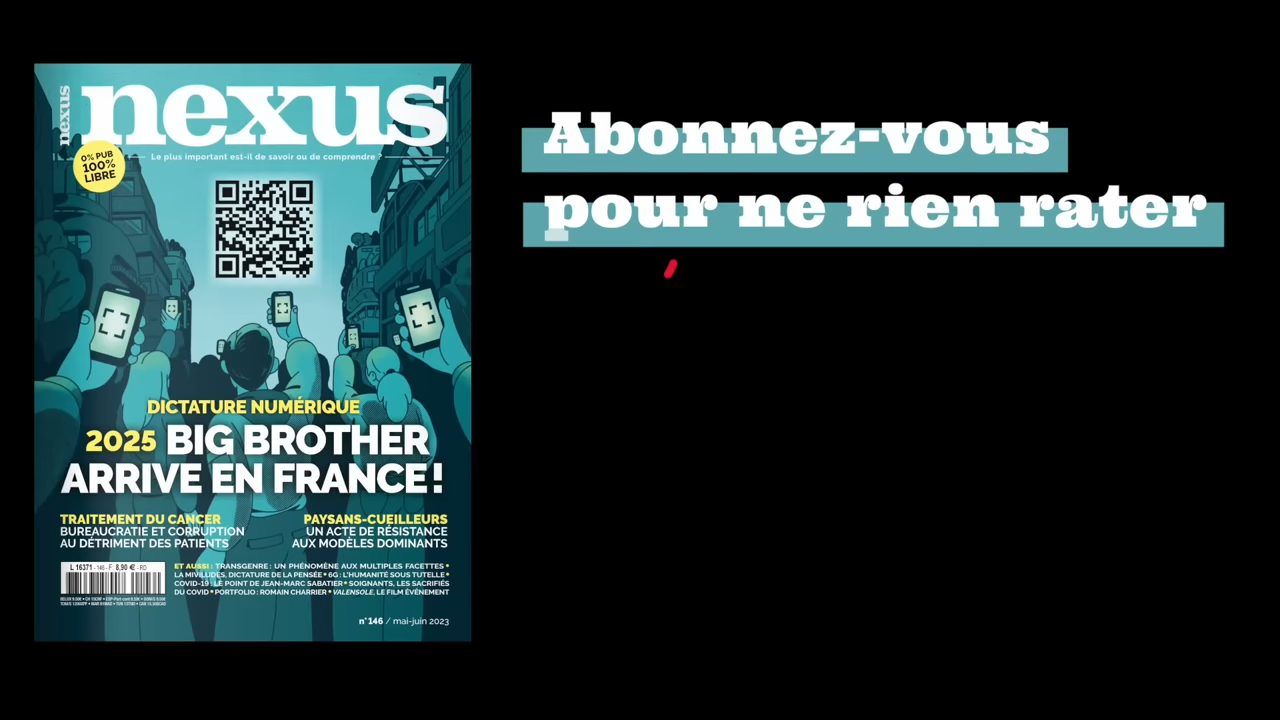 nexus
nexus
0% PUB
100%
LIBRE
Le plus important est-il de savoir ou de comprendre ?
DICTATURE NUMÉRIQUE
2025 BIG BROTHER
ARRIVE EN FRANCE !
TRAITEMENT DU CANCER
BUREAUCRATIE ET CORRUPTION
AU DÉTRIMENT DES PATIENTS
PAYSANS-CUEILLEURS
UN ACTE DE RÉSISTANCE
AUX MODÈLES DOMINANTS
L 16371 - 146 - F: 8,90 € - RD
ET AUSSI : TRANSGENRE : UN PHÉNOMÈNE AUX MULTIPLES FACETTES •
LA MIVILUDES, DICTATURE DE LA PENSÉE • 6G : L'HUMANITÉ SOUS TUTELLE •
COVID-19 : LE POINT DE JEAN-MARC SABATIER • SOIGNANTS, LES SACRIFIÉS
DU COVID • PORTFOLIO : ROMAIN CHARRIER • VALENSOLE, LE FILM ÉVÉNEMENT
n°146 / mai-juin 2023
Abonnez-vous
pour ne rien rater